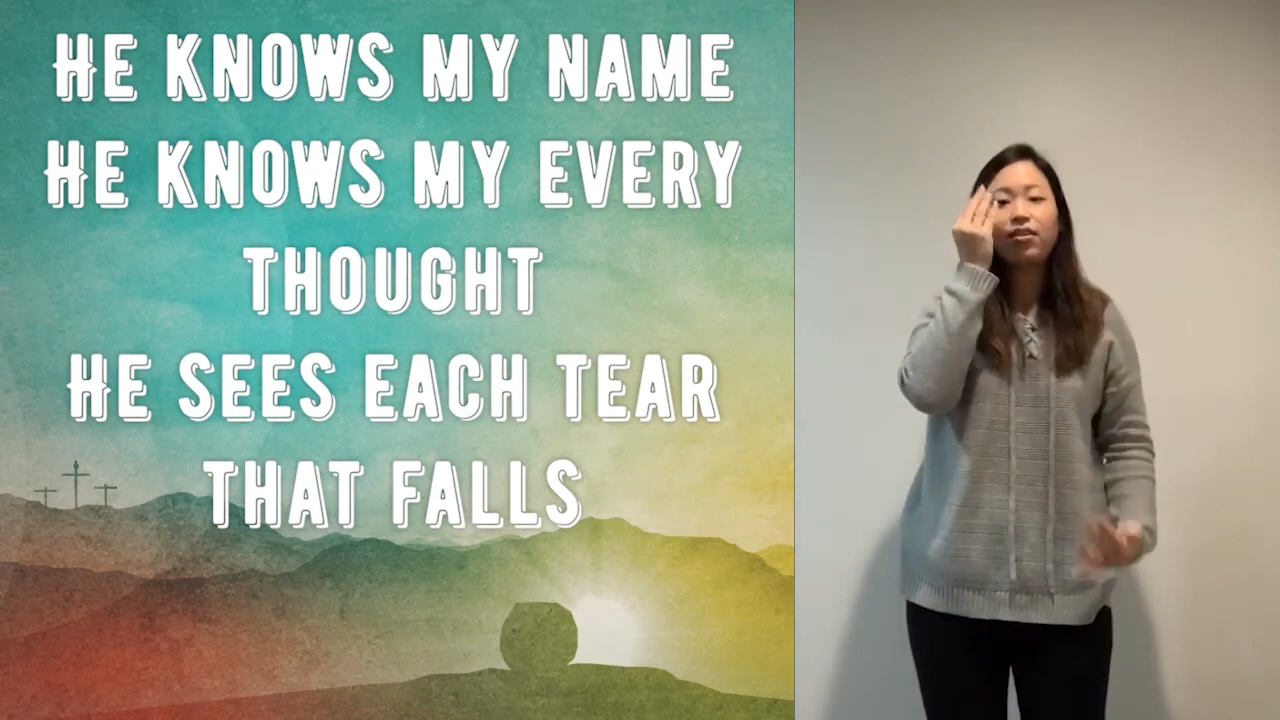 HE KNOWS MY NAME
HE KNOWS MY EVERY
THOUGHT
HE SEES EACH TEAR
THAT FALLS